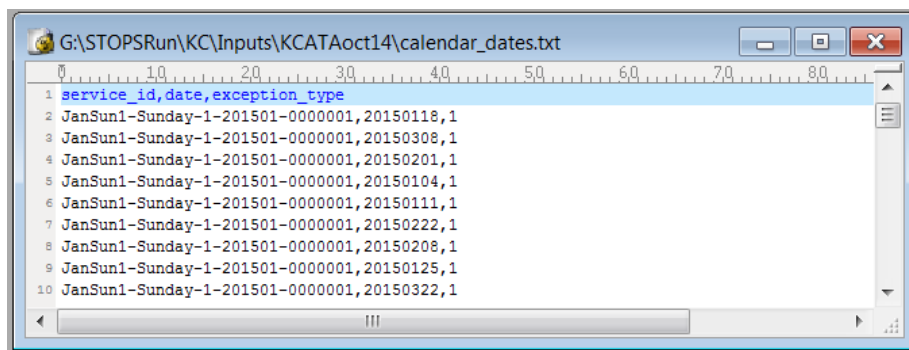 G:\STOPSRun\KC\Inputs\KCATAoct14\calendar_dates.txt
0 10 20 30 40 50 60 70 80
1 service_id,date,exception_type
2 JanSun1-Sunday-1-201501-0000001,20150118,1
3 JanSun1-Sunday-1-201501-0000001,20150308,1
4 JanSun1-Sunday-1-201501-0000001,20150201,1
5 JanSun1-Sunday-1-201501-0000001,20150104,1
6 JanSun1-Sunday-1-201501-0000001,20150111,1
7 JanSun1-Sunday-1-201501-0000001,20150222,1
8 JanSun1-Sunday-1-201501-0000001,20150208,1
9 JanSun1-Sunday-1-201501-0000001,20150125,1
10 JanSun1-Sunday-1-201501-0000001,20150322,1